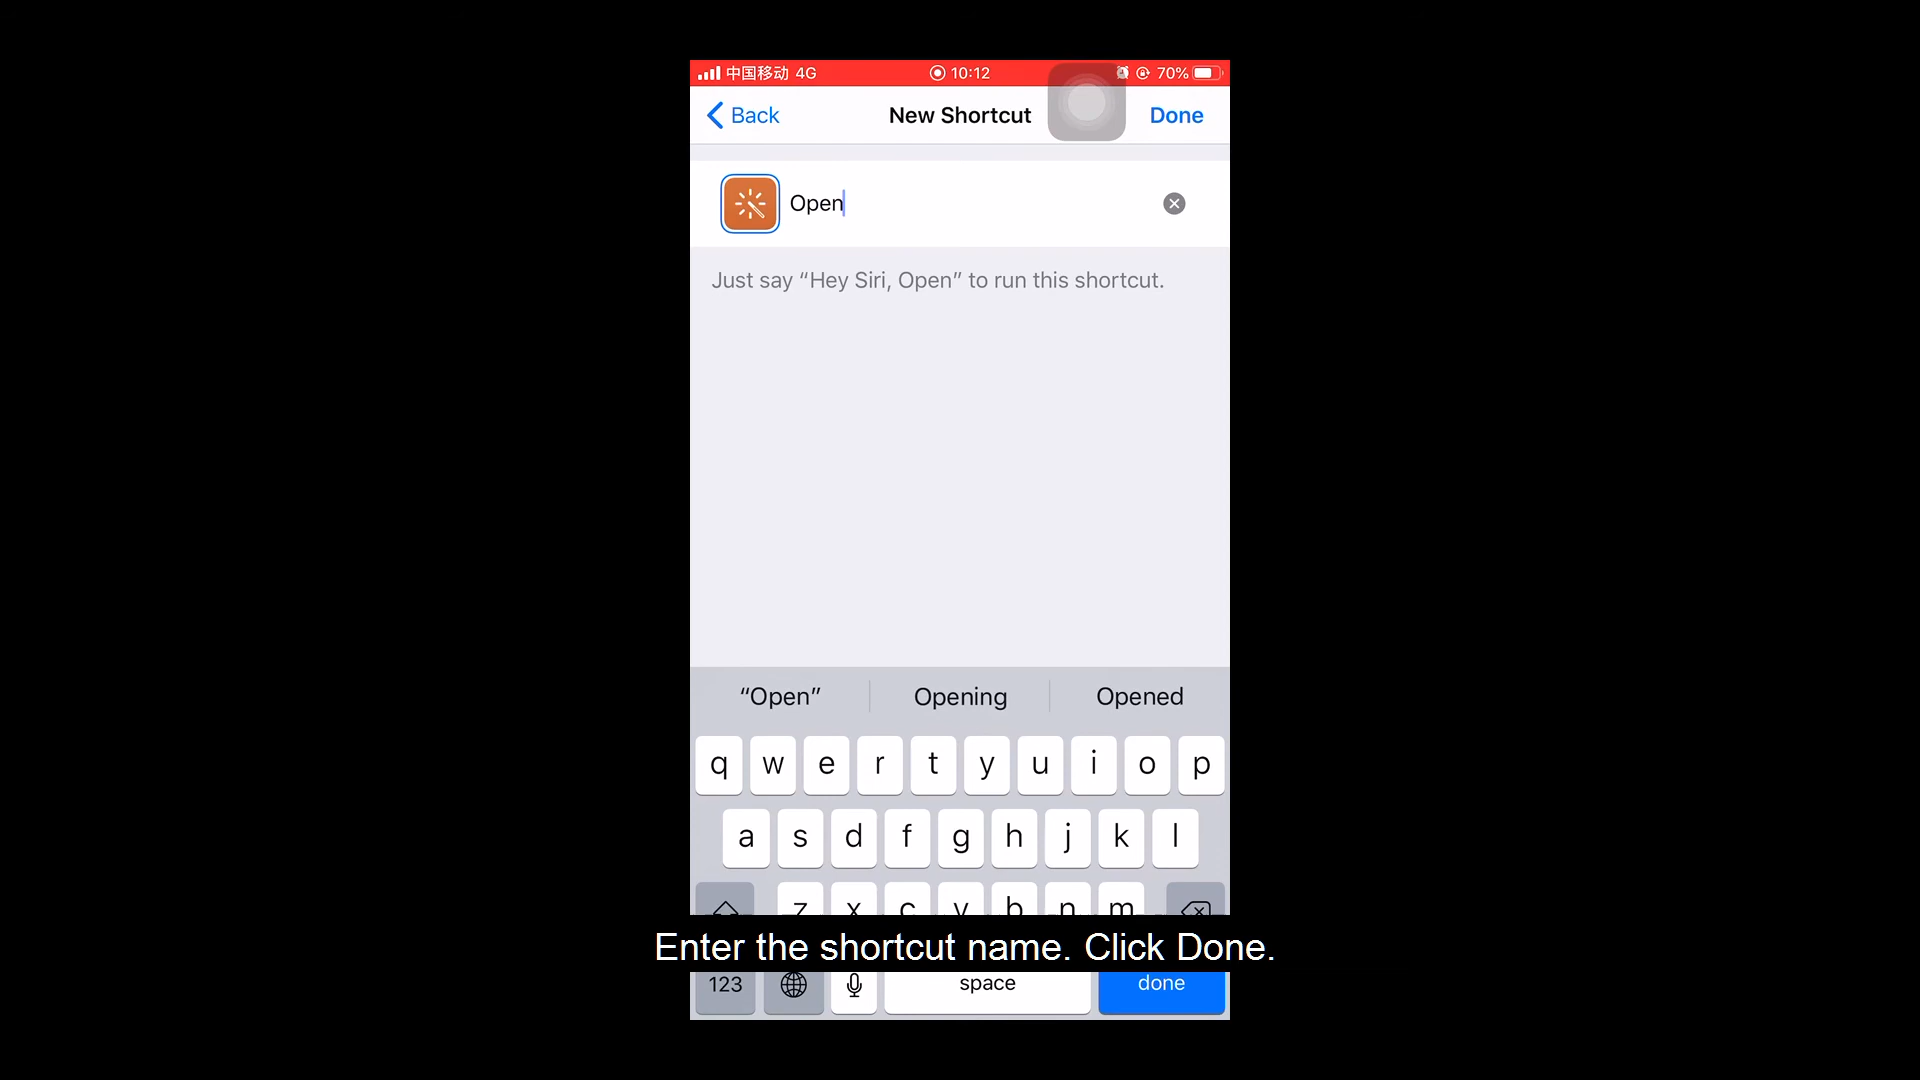 中国移动 4G 10:12 70%
Back New Shortcut Done
Open
Just say “Hey Siri, Open” to run this shortcut.
“Open” Opening Opened
q w e r t y u i o p
a s d f g h j k l
z x c v b n m
Enter the shortcut name. Click Done.
123 space done